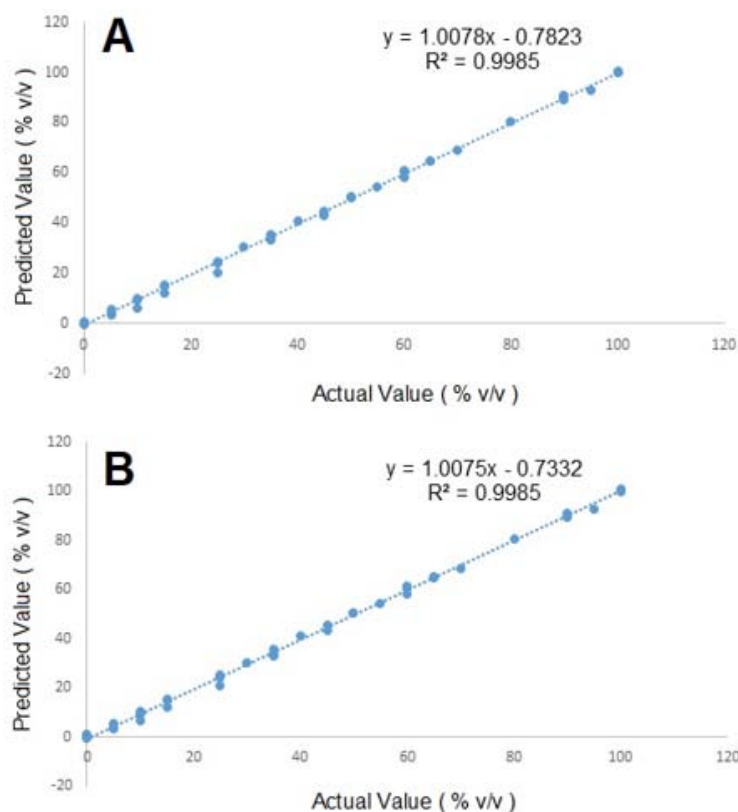 A
y = 1.0078x - 0.7823
R² = 0.9985
120
100
80
60
40
20
0
-20
0 20 40 60 80 100 120
Predicted Value ( % v/v )
Actual Value ( % v/v )
B
y = 1.0075x - 0.7332
R² = 0.9985
120
100
80
60
40
20
0
-20
0 20 40 60 80 100 120
Predicted Value ( % v/v )
Actual Value ( % v/v )